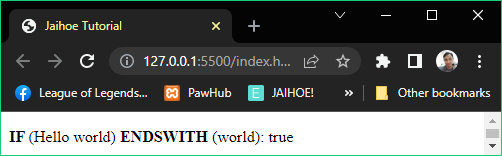 Jaihoe Tutorial
127.0.0.1:5500/index.h...
League of Legends... PawHub JAIHOE! » Other bookmarks
IF (Hello world) ENDSWITH (world): true